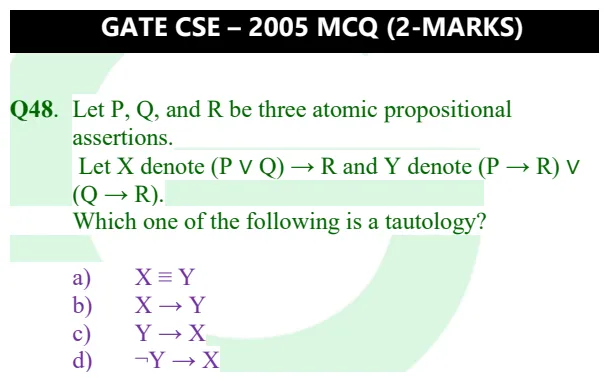 GATE CSE – 2005 MCQ (2-MARKS)
Q48. Let P, Q, and R be three atomic propositional
assertions.
Let X denote (P ∨ Q) → R and Y denote (P → R) ∨
(Q → R).
Which one of the following is a tautology?
a) X ≡ Y
b) X → Y
c) Y → X
d) ¬Y → X